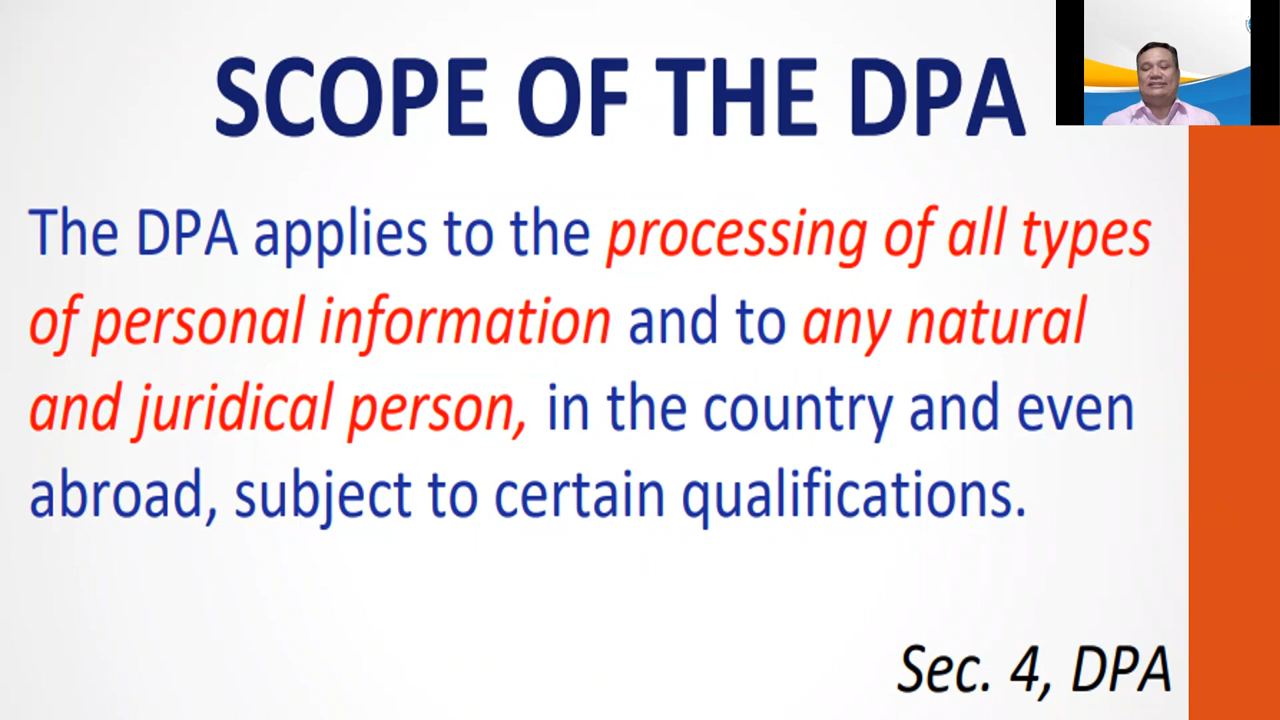 SCOPE OF THE DPA
The DPA applies to the processing of all types
of personal information and to any natural
and juridical person, in the country and even
abroad, subject to certain qualifications.
Sec. 4, DPA